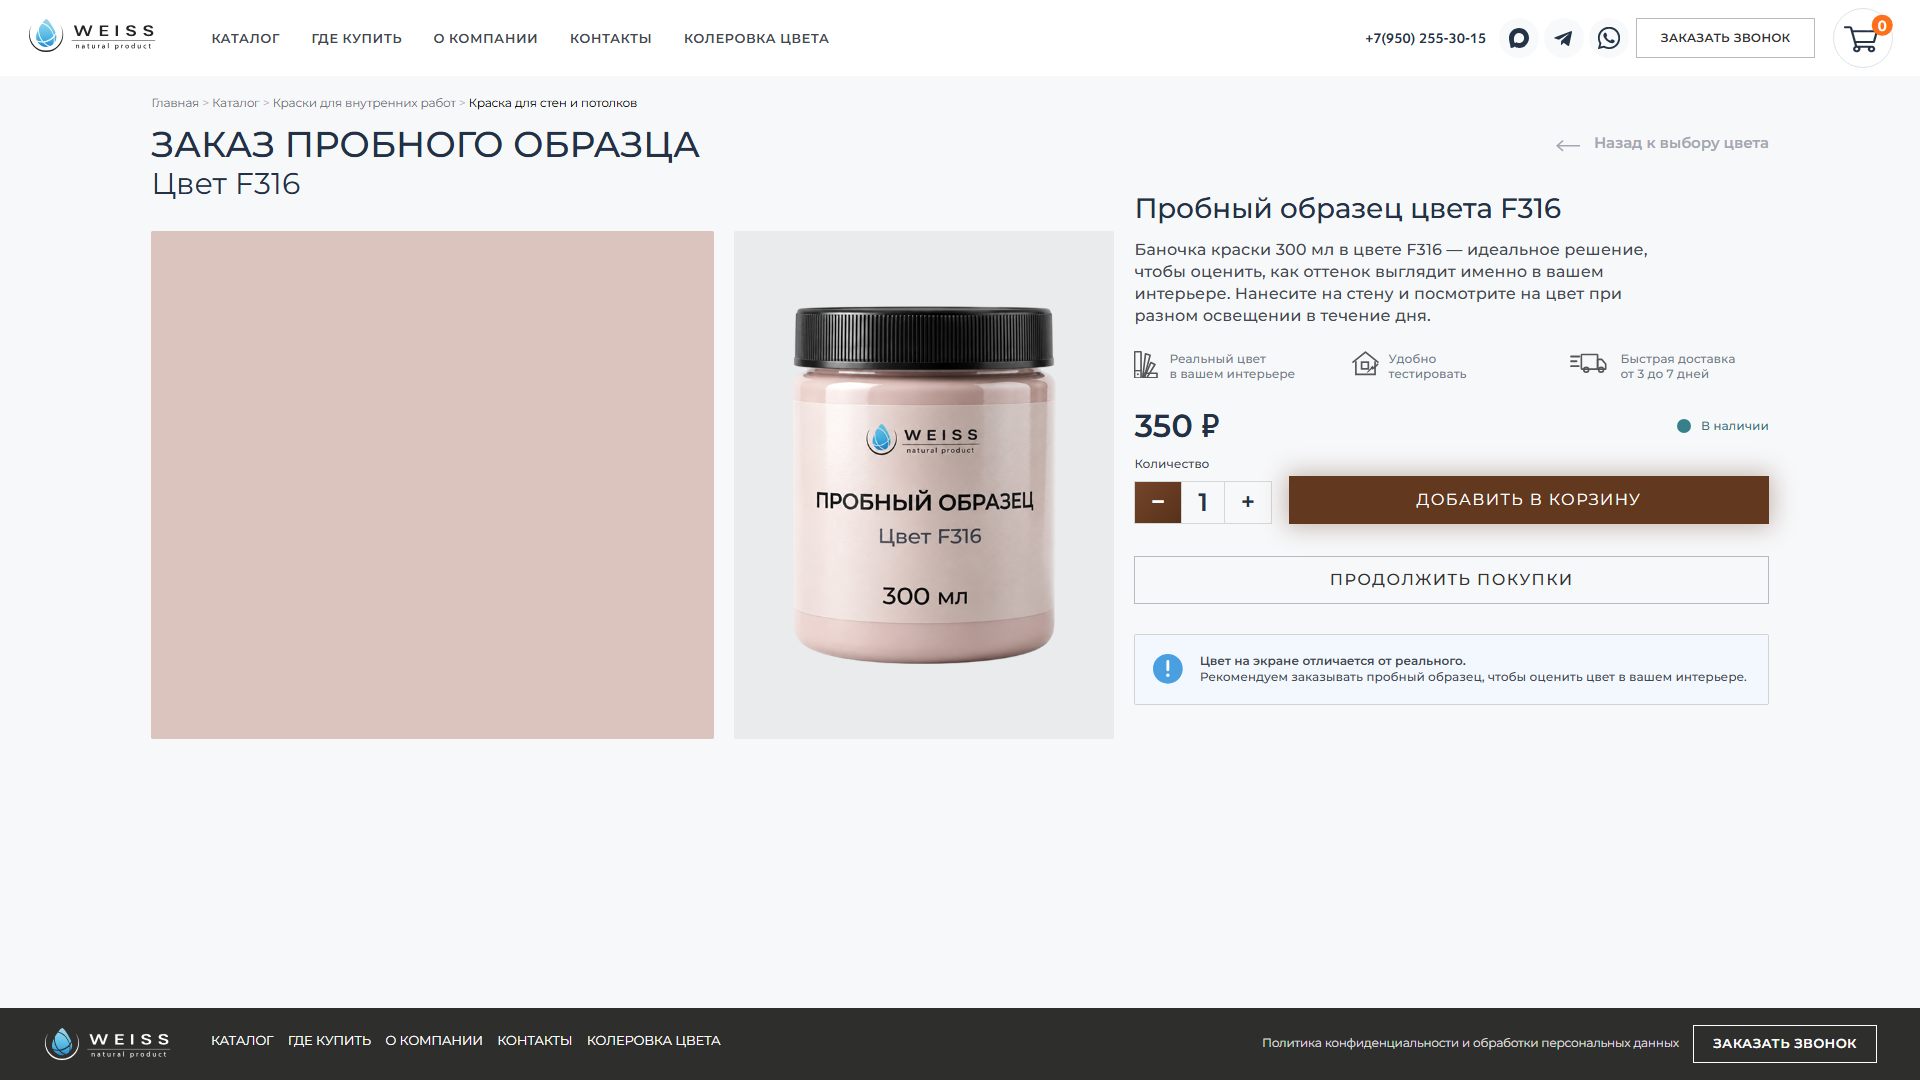 WEISS
natural product
КАТАЛОГ ГДЕ КУПИТЬ О КОМПАНИИ КОНТАКТЫ КОЛЕРОВКА ЦВЕТА
+7(950) 255-30-15
ЗАКАЗАТЬ ЗВОНОК
0
Главная > Каталог > Краски для внутренних работ > Краска для стен и потолков
ЗАКАЗ ПРОБНОГО ОБРАЗЦА
Цвет F316
Назад к выбору цвета
WEISS
natural product
ПРОБНЫЙ ОБРАЗЕЦ
Цвет F316
300 мл
Пробный образец цвета F316
Баночка краски 300 мл в цвете F316 — идеальное решение,
чтобы оценить, как оттенок выглядит именно в вашем
интерьере. Нанесите на стену и посмотрите на цвет при
разном освещении в течение дня.
Реальный цвет
в вашем интерьере
Удобно
тестировать
Быстрая доставка
от 3 до 7 дней
350 ₽
В наличии
Количество
− 1 +
ДОБАВИТЬ В КОРЗИНУ
ПРОДОЛЖИТЬ ПОКУПКИ
Цвет на экране отличается от реального.
Рекомендуем заказывать пробный образец, чтобы оценить цвет в вашем интерьере.
WEISS
natural product
КАТАЛОГ ГДЕ КУПИТЬ О КОМПАНИИ КОНТАКТЫ КОЛЕРОВКА ЦВЕТА
Политика конфиденциальности и обработки персональных данных
ЗАКАЗАТЬ ЗВОНОК